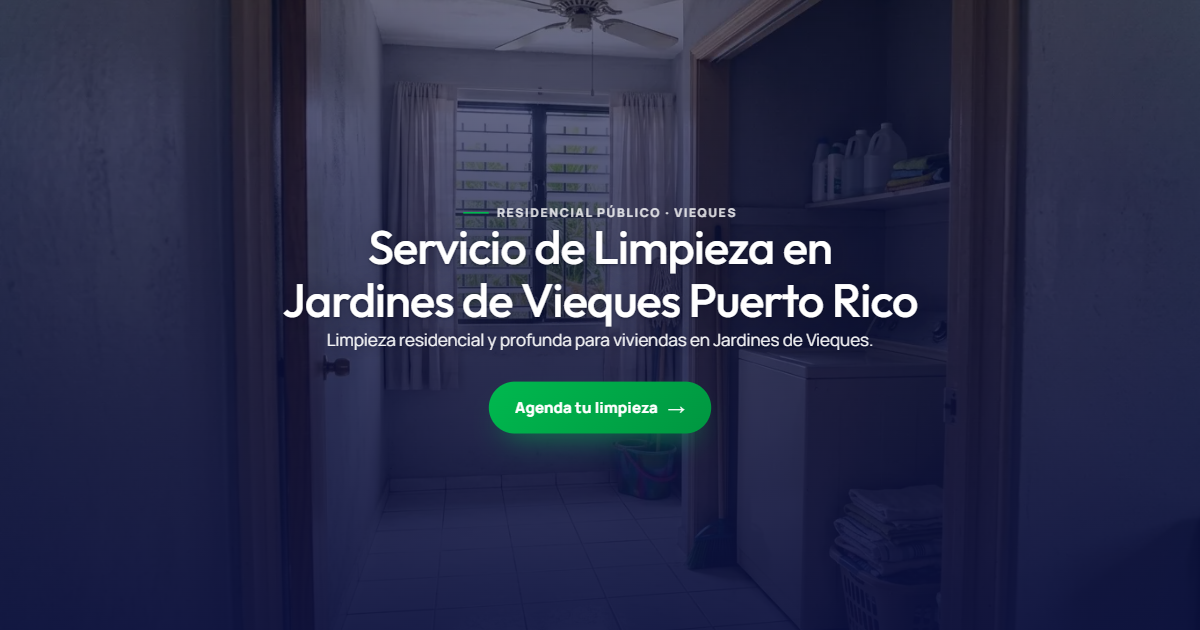 RESIDENCIAL PÚBLICO · VIEQUES
Servicio de Limpieza en
Jardines de Vieques Puerto Rico
Limpieza residencial y profunda para viviendas en Jardines de Vieques.
Agenda tu limpieza →